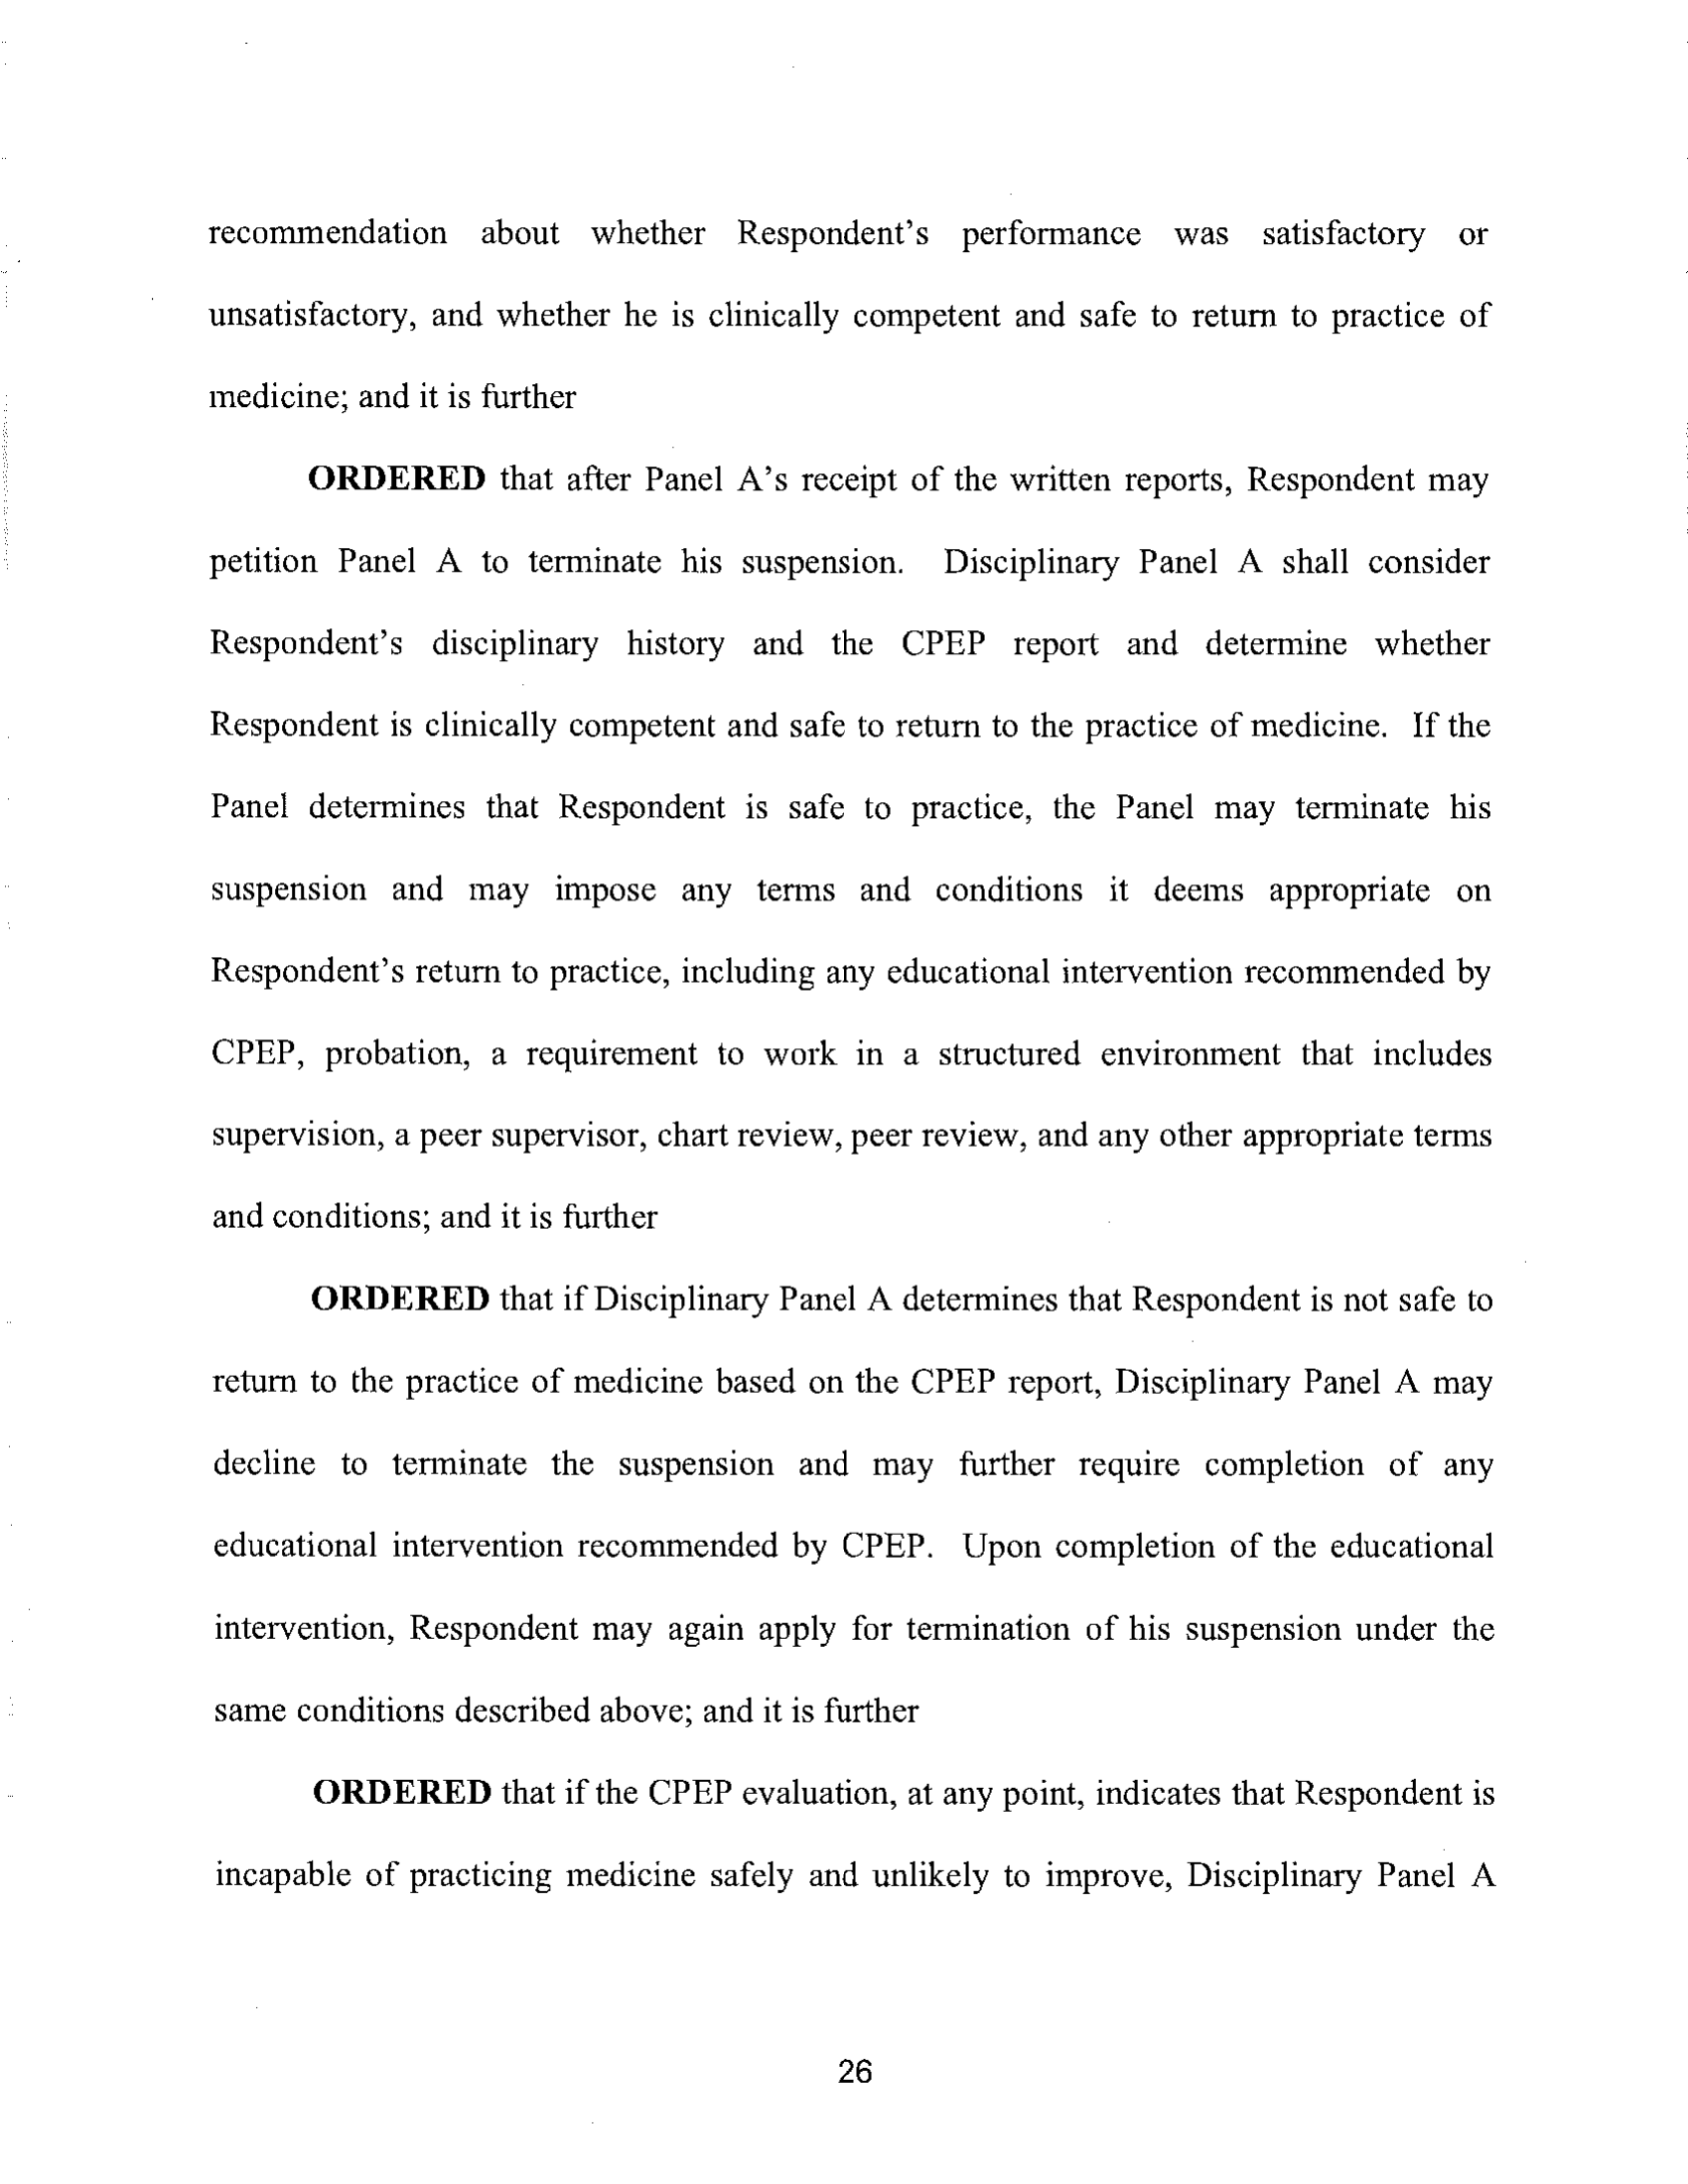 recommendation about whether Respondent's performance was satisfactory or
unsatisfactory, and whether he is clinically competent and safe to return to practice of
medicine; and it is further
ORDERED that after Panel A's receipt of the written reports, Respondent may
petition Panel A to terminate his suspension. Disciplinary Panel A shall consider
Respondent's disciplinary history and the CPEP report and determine whether
Respondent is clinically competent and safe to return to the practice of medicine. If the
Panel determines that Respondent is safe to practice, the Panel may terminate his
suspension and may impose any terms and conditions it deems appropriate on
Respondent's return to practice, including any educational intervention recommended by
CPEP, probation, a requirement to work in a structured environment that includes
supervision, a peer supervisor, chart review, peer review, and any other appropriate terms
and conditions; and it is further
ORDERED that if Disciplinary Panel A determines that Respondent is not safe to
return to the practice of medicine based on the CPEP report, Disciplinary Panel A may
decline to terminate the suspension and may further require completion of any
educational intervention recommended by CPEP. Upon completion of the educational
intervention, Respondent may again apply for termination of his suspension under the
same conditions described above; and it is further
ORDERED that if the CPEP evaluation, at any point, indicates that Respondent is
incapable of practicing medicine safely and unlikely to improve, Disciplinary Panel A
26